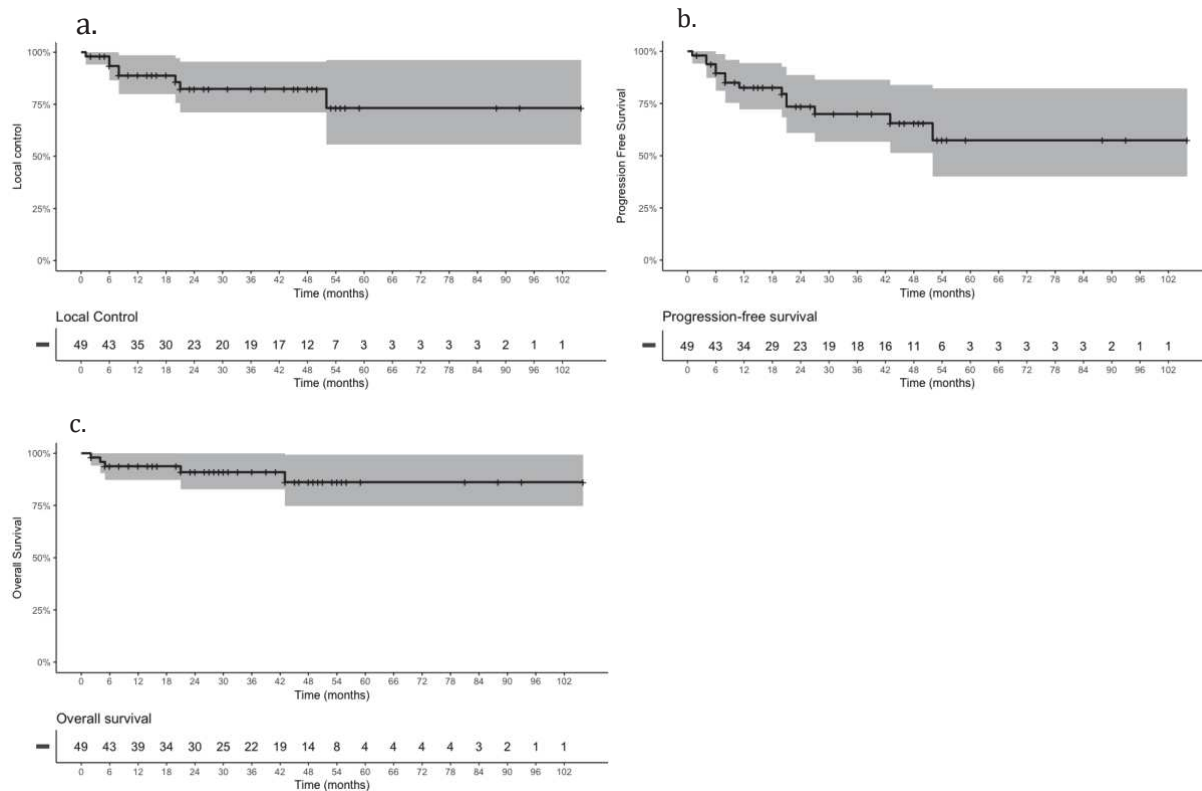 a.
100%
75%
50%
25%
0%
Local control
0 6 12 18 24 30 36 42 48 54 60 66 72 78 84 90 96 102
Time (months)
Local Control
49 43 35 30 23 20 19 17 12 7 3 3 3 3 3 2 1 1
0 6 12 18 24 30 36 42 48 54 60 66 72 78 84 90 96 102
Time (months)
b.
100%
75%
50%
25%
0%
Progression Free Survival
0 6 12 18 24 30 36 42 48 54 60 66 72 78 84 90 96 102
Time (months)
Progression-free survival
49 43 34 29 23 19 18 16 11 6 3 3 3 3 3 2 1 1
0 6 12 18 24 30 36 42 48 54 60 66 72 78 84 90 96 102
Time (months)
c.
100%
75%
50%
25%
0%
Overall Survival
0 6 12 18 24 30 36 42 48 54 60 66 72 78 84 90 96 102
Time (months)
Overall survival
49 43 39 34 30 25 22 19 14 8 4 4 4 4 3 2 1 1
0 6 12 18 24 30 36 42 48 54 60 66 72 78 84 90 96 102
Time (months)